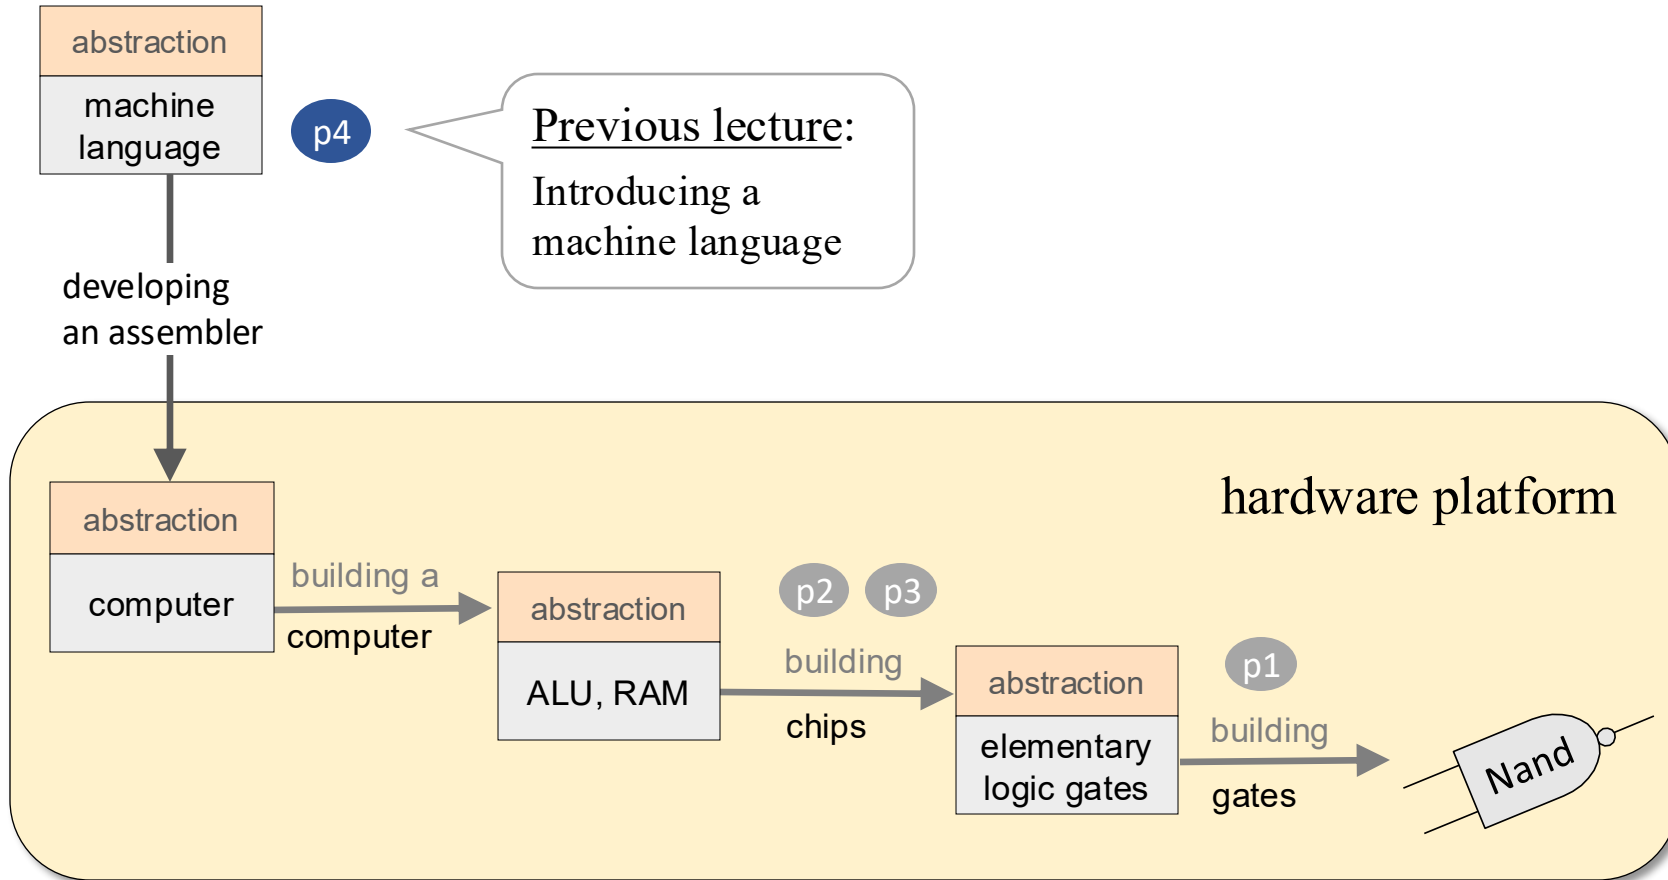 abstraction
machine
language
p4
Previous lecture:
Introducing a
machine language
developing
an assembler
hardware platform
abstraction
computer
building a
computer
abstraction
ALU, RAM
p2
p3
building
chips
abstraction
elementary
logic gates
p1
building
gates
Nand